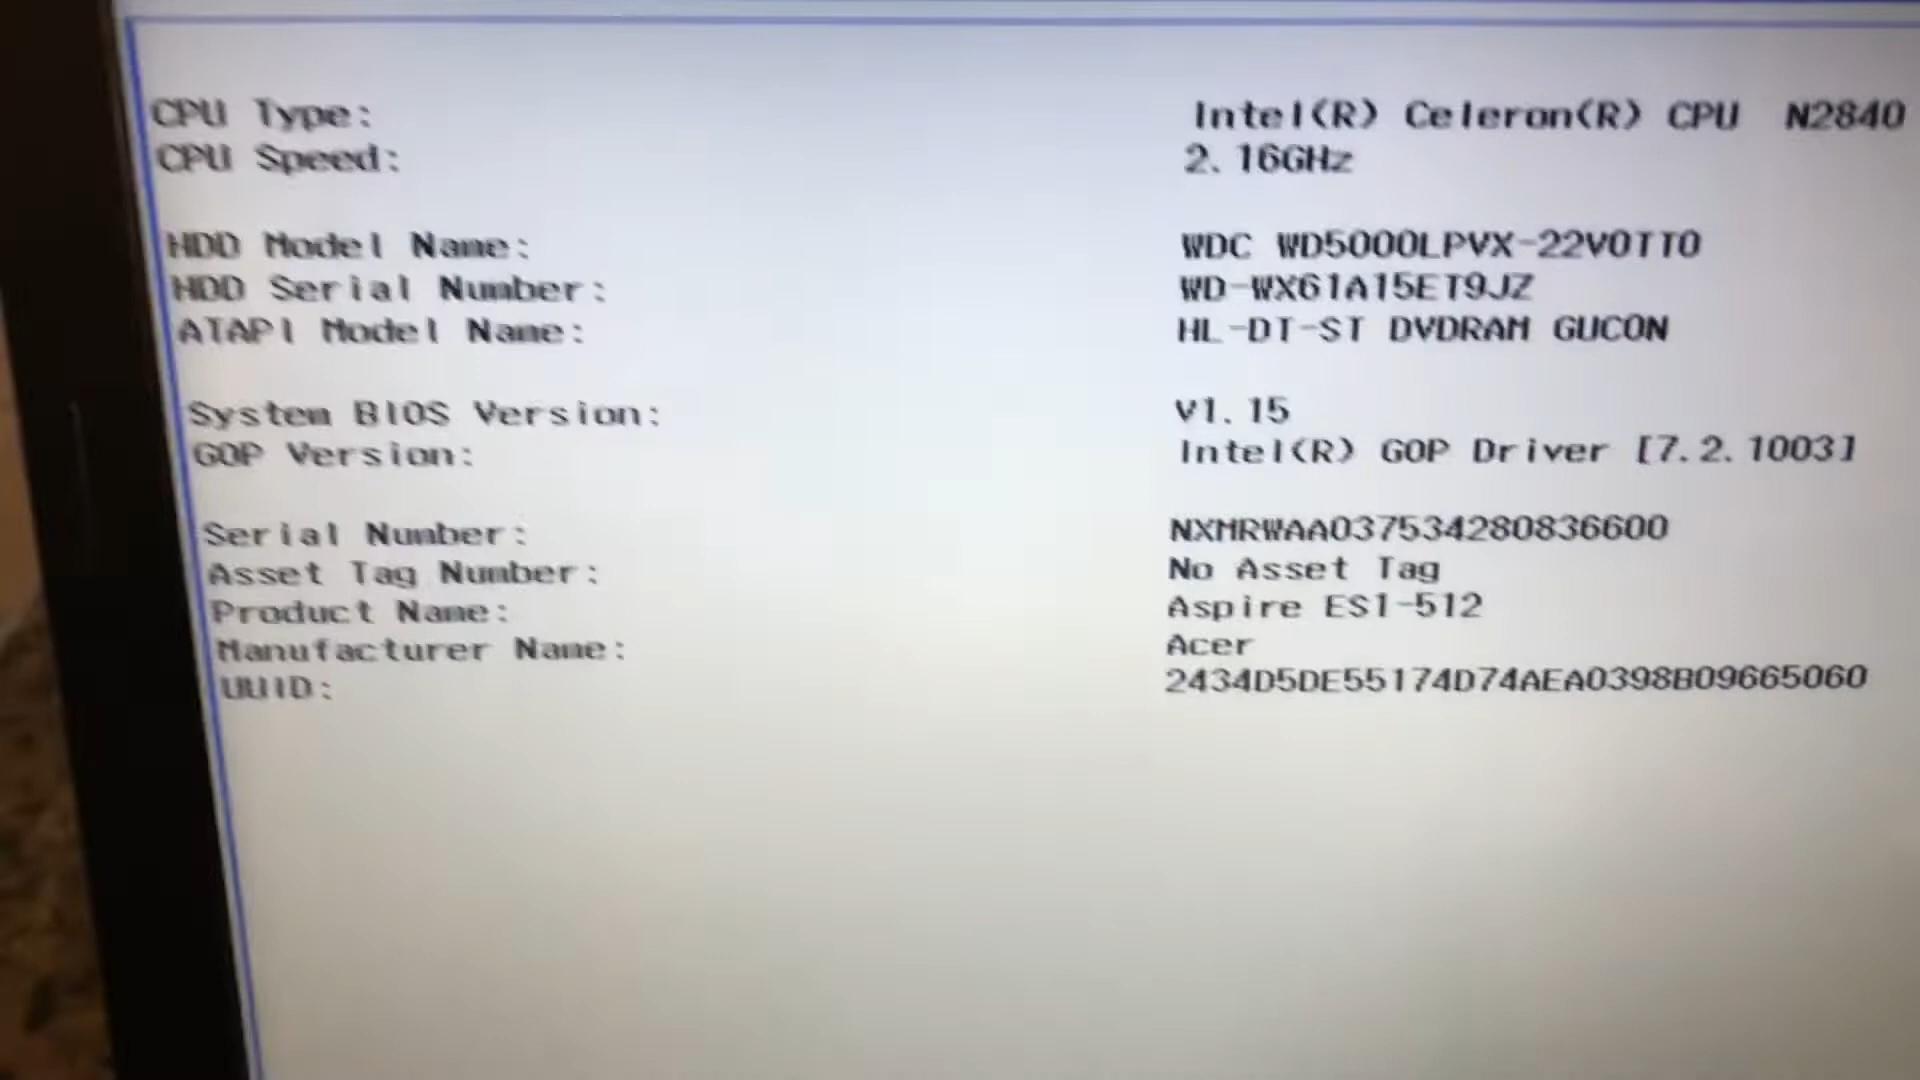 CPU Type: Intel(R) Celeron(R) CPU N2840
CPU Speed: 2.16GHz
HDD Model Name: WDC WD5000LPVX-22V0TT0
HDD Serial Number: WD-WX61A15ET9JZ
ATAPI Model Name: HL-DT-ST DVDRAM GUC0N
System BIOS Version: V1.15
GOP Version: Intel(R) GOP Driver [7.2.1003]
Serial Number: NXMRWAA037534280836600
Asset Tag Number: No Asset Tag
Product Name: Aspire ES1-512
Manufacturer Name: Acer
UUID: 2434D5DE55174D74AEA0398B09665060